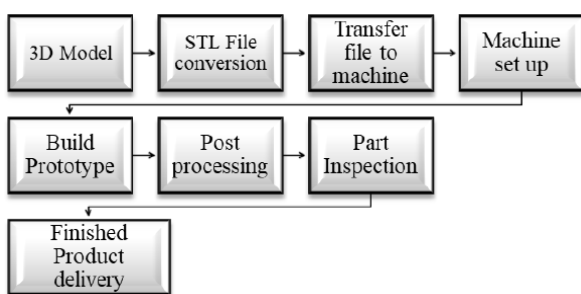 3D Model
STL File
conversion
Transfer
file to
machine
Machine
set up
Build
Prototype
Post
processing
Part
Inspection
Finished
Product
delivery